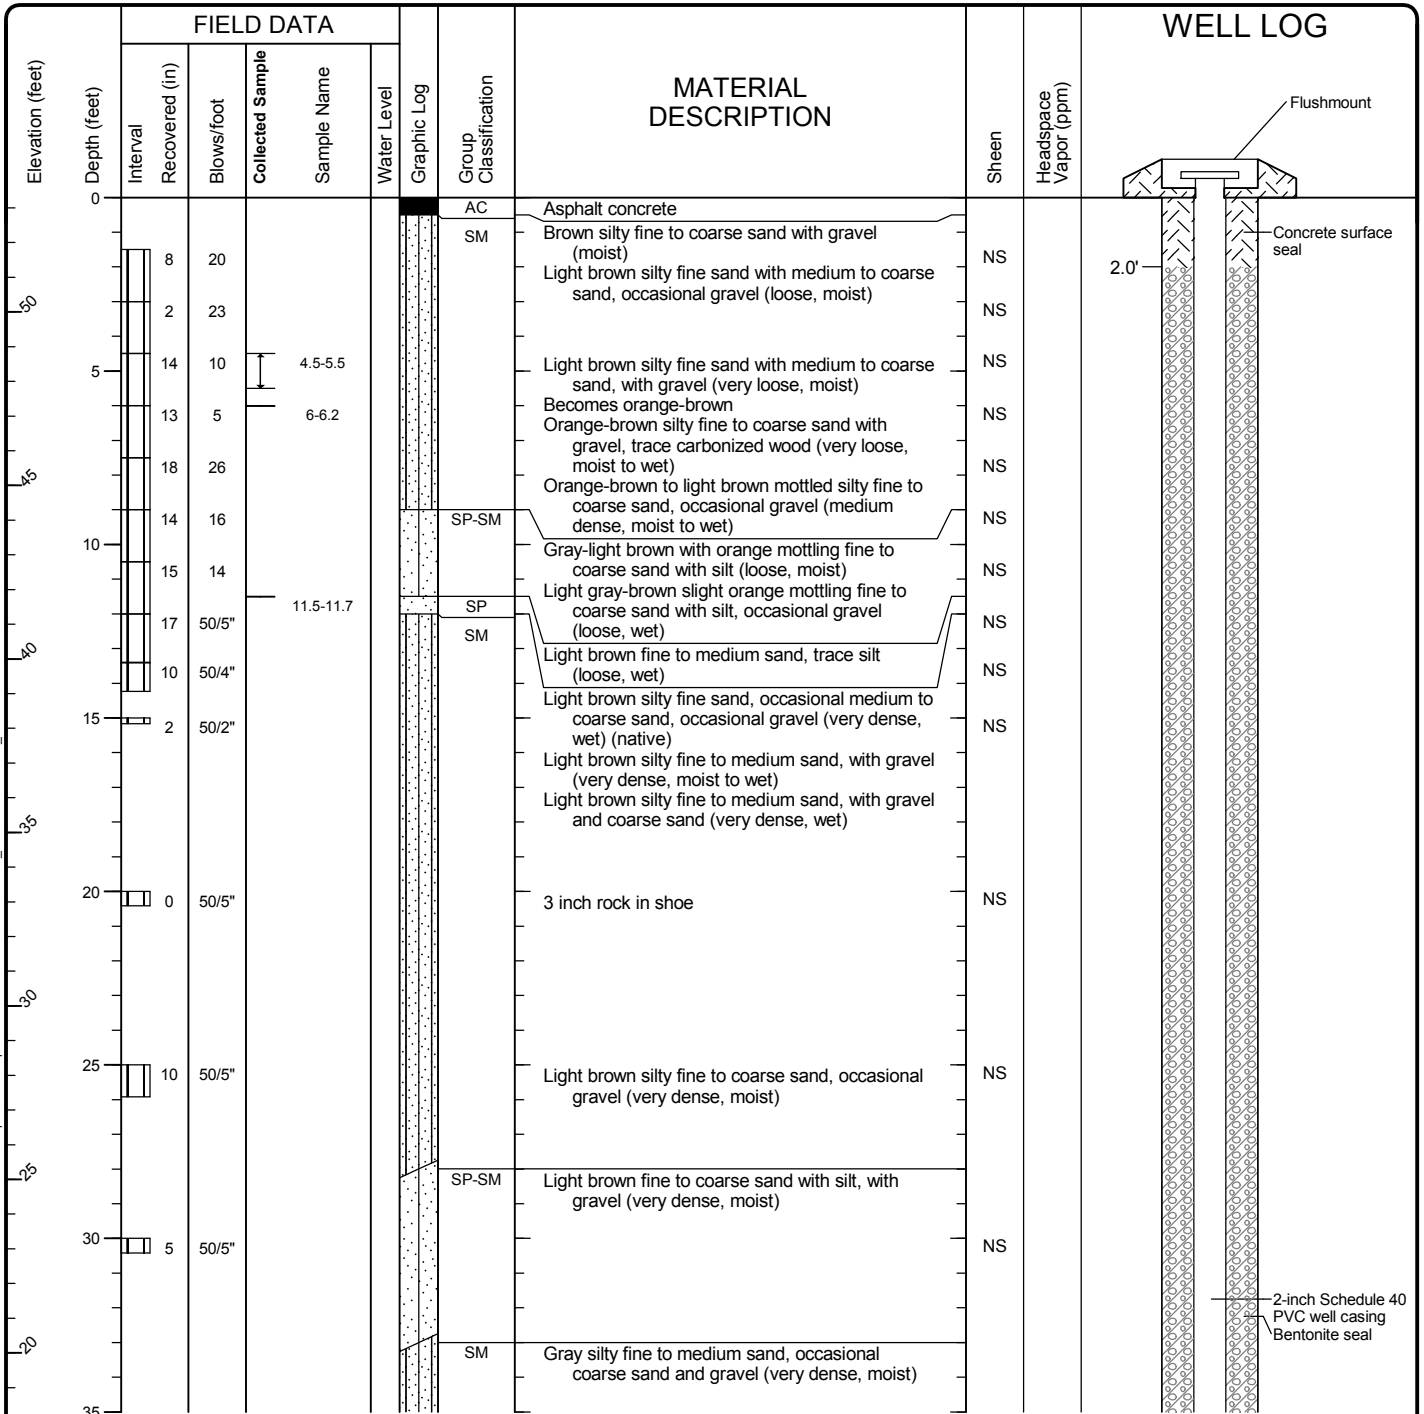 FIELD DATA
WELL LOG
Elevation (feet)
Depth (feet)
Interval
Recovered (in)
Blows/foot
Collected Sample
Sample Name
Water Level
Graphic Log
Group
Classification
MATERIAL
DESCRIPTION
Sheen
Headspace
Vapor (ppm)
Flushmount
0
AC
Asphalt concrete
SM
Brown silty fine to coarse sand with gravel
(moist)
Concrete surface
seal
8
20
NS
Light brown silty fine sand with medium to coarse
sand, occasional gravel (loose, moist)
2.0'
50
2
23
NS
5
14
10
4.5-5.5
Light brown silty fine sand with medium to coarse
sand, with gravel (very loose, moist)
NS
Becomes orange-brown
13
5
6-6.2
NS
Orange-brown silty fine to coarse sand with
gravel, trace carbonized wood (very loose,
moist to wet)
45
18
26
NS
Orange-brown to light brown mottled silty fine to
coarse sand, occasional gravel (medium
dense, moist to wet)
14
16
SP-SM
NS
10
Gray-light brown with orange mottling fine to
coarse sand with silt (loose, moist)
15
14
NS
Light gray-brown slight orange mottling fine to
coarse sand with silt, occasional gravel
(loose, wet)
11.5-11.7
SP
17
50/5"
SM
NS
40
Light brown fine to medium sand, trace silt
(loose, wet)
10
50/4"
NS
Light brown silty fine sand, occasional medium to
coarse sand, occasional gravel (very dense,
wet) (native)
15
2
50/2"
NS
Light brown silty fine to medium sand, with gravel
(very dense, moist to wet)
Light brown silty fine to medium sand, with gravel
and coarse sand (very dense, wet)
35
20
0
50/5"
3 inch rock in shoe
NS
30
25
10
50/5"
Light brown silty fine to coarse sand, occasional
gravel (very dense, moist)
NS
25
SP-SM
Light brown fine to coarse sand with silt, with
gravel (very dense, moist)
30
5
50/5"
NS
2-inch Schedule 40
PVC well casing
Bentonite seal
20
SM
Gray silty fine to medium sand, occasional
coarse sand and gravel (very dense, moist)
35